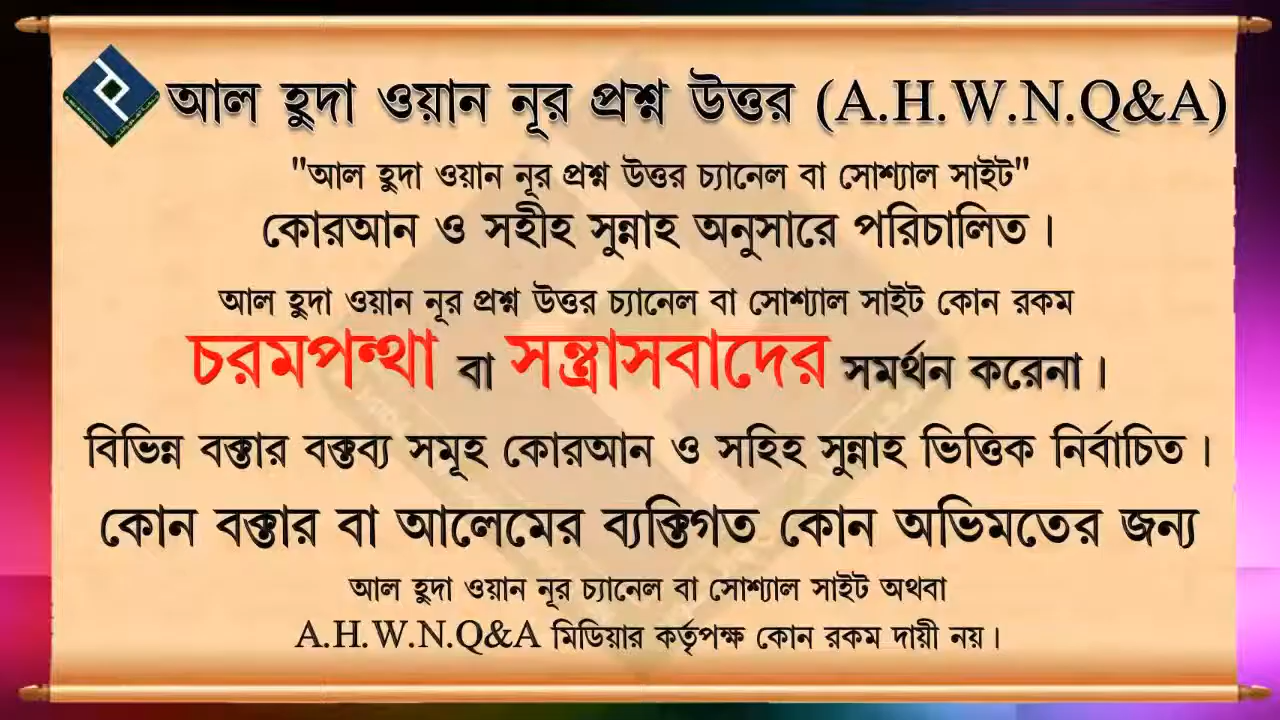 আল হুদা ওয়ান নূর প্রশ্ন উত্তর (A.H.W.N.Q&A)
"আল হুদা ওয়ান নূর প্রশ্ন উত্তর চ্যানেল বা সোশ্যাল সাইট"
কোরআন ও সহীহ সুন্নাহ অনুসারে পরিচালিত।
আল হুদা ওয়ান নূর প্রশ্ন উত্তর চ্যানেল বা সোশ্যাল সাইট কোন রকম
চরমপন্থা বা সন্ত্রাসবাদের সমর্থন করেনা।
বিভিন্ন বক্তার বক্তব্য সমূহ কোরআন ও সহিহ সুন্নাহ ভিত্তিক নির্বাচিত।
কোন বক্তার বা আলেমের ব্যক্তিগত কোন অভিমতের জন্য
আল হুদা ওয়ান নূর চ্যানেল বা সোশ্যাল সাইট অথবা
A.H.W.N.Q&A মিডিয়ার কর্তৃপক্ষ কোন রকম দায়ী নয়।